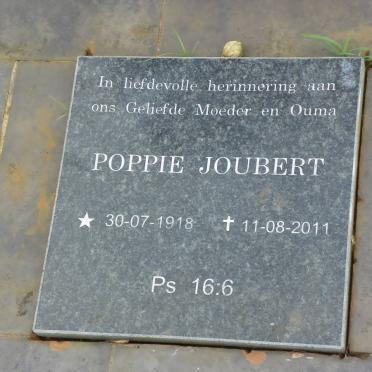 In liefdevolle herinnering aan
ons Geliefde Moeder en Ouma
POPPIE JOUBERT
★ 30-07-1918 ✝ 11-08-2011
Ps 16:6